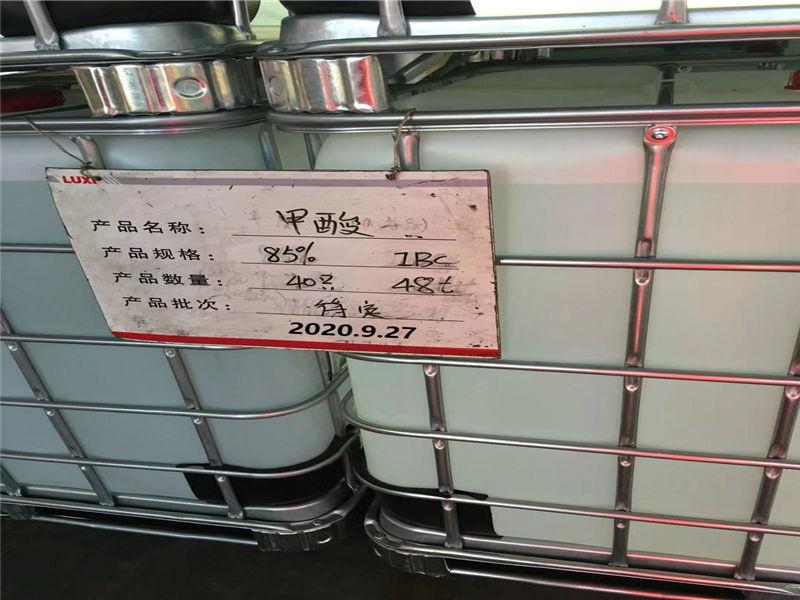 LUXI
产品名称： 甲酸
产品规格： 85% IBC
产品数量： 40只 48t
产品批次： 待定
2020.9.27